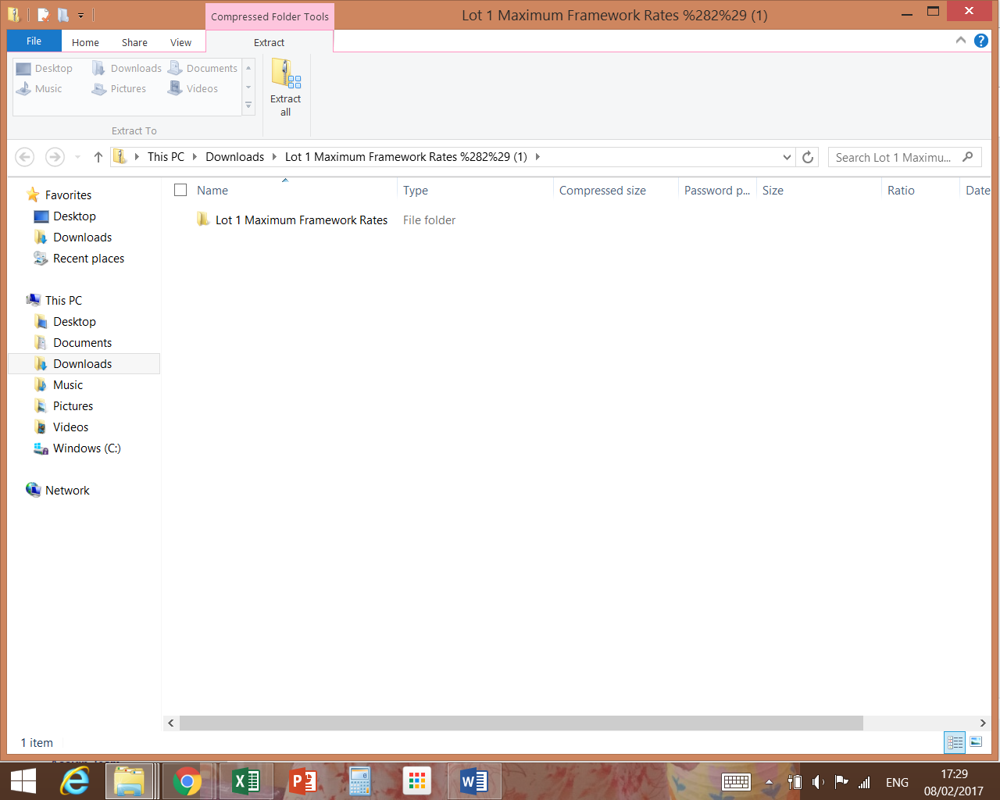 Compressed Folder Tools
Lot 1 Maximum Framework Rates %282%29 (1)
File
Home
Share
View
Extract
Desktop
Downloads
Documents
Music
Pictures
Videos
Extract To
Extract
all
This PC
Downloads
Lot 1 Maximum Framework Rates %282%29 (1)
Search Lot 1 Maximu...
Name
Type
Compressed size
Password p...
Size
Ratio
Date
Lot 1 Maximum Framework Rates
File folder
Favorites
Desktop
Downloads
Recent places
This PC
Desktop
Documents
Downloads
Music
Pictures
Videos
Windows (C:)
Network
1 item
ENG
17:29
08/02/2017